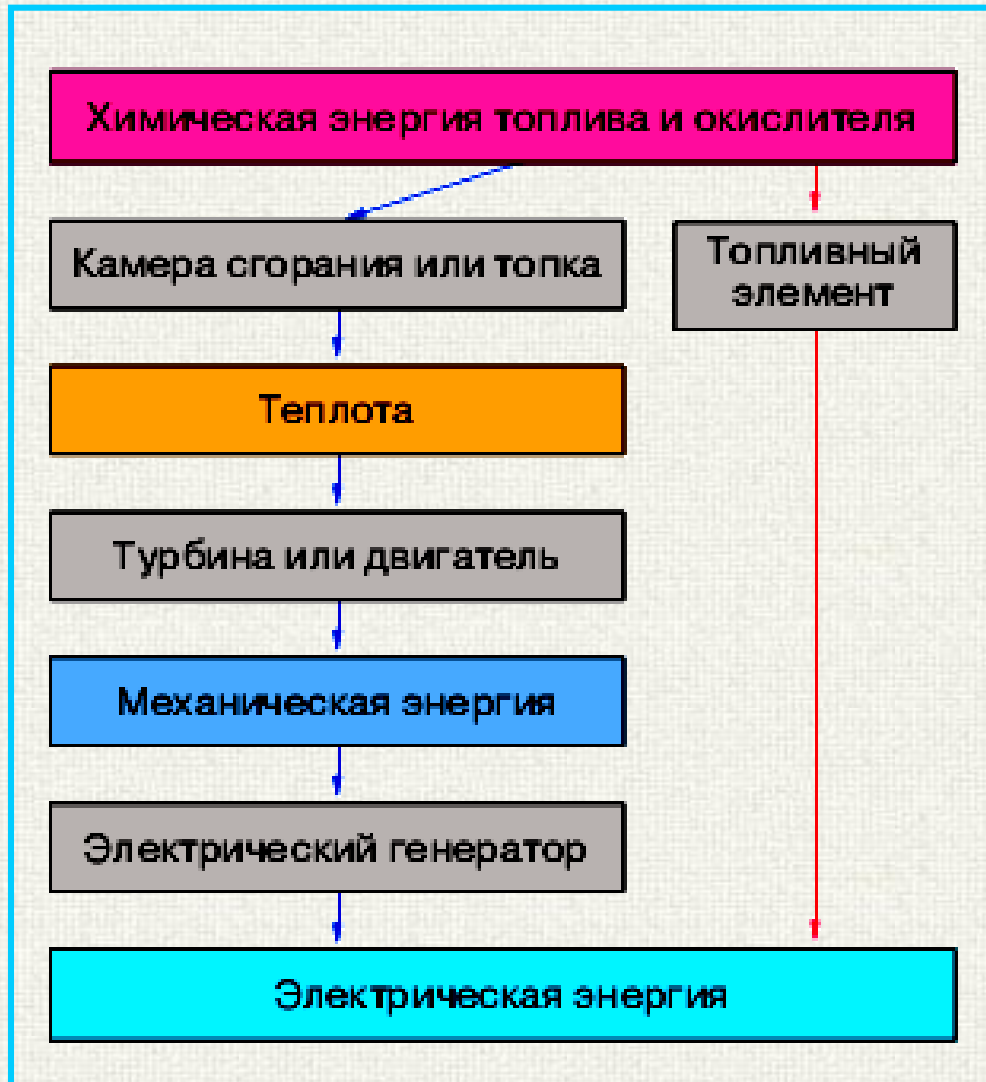 Химическая энергия топлива и окислителя
Камера сгорания или топка
Топливный
элемент
Теплота
Турбина или двигатель
Механическая энергия
Электрический генератор
Электрическая энергия